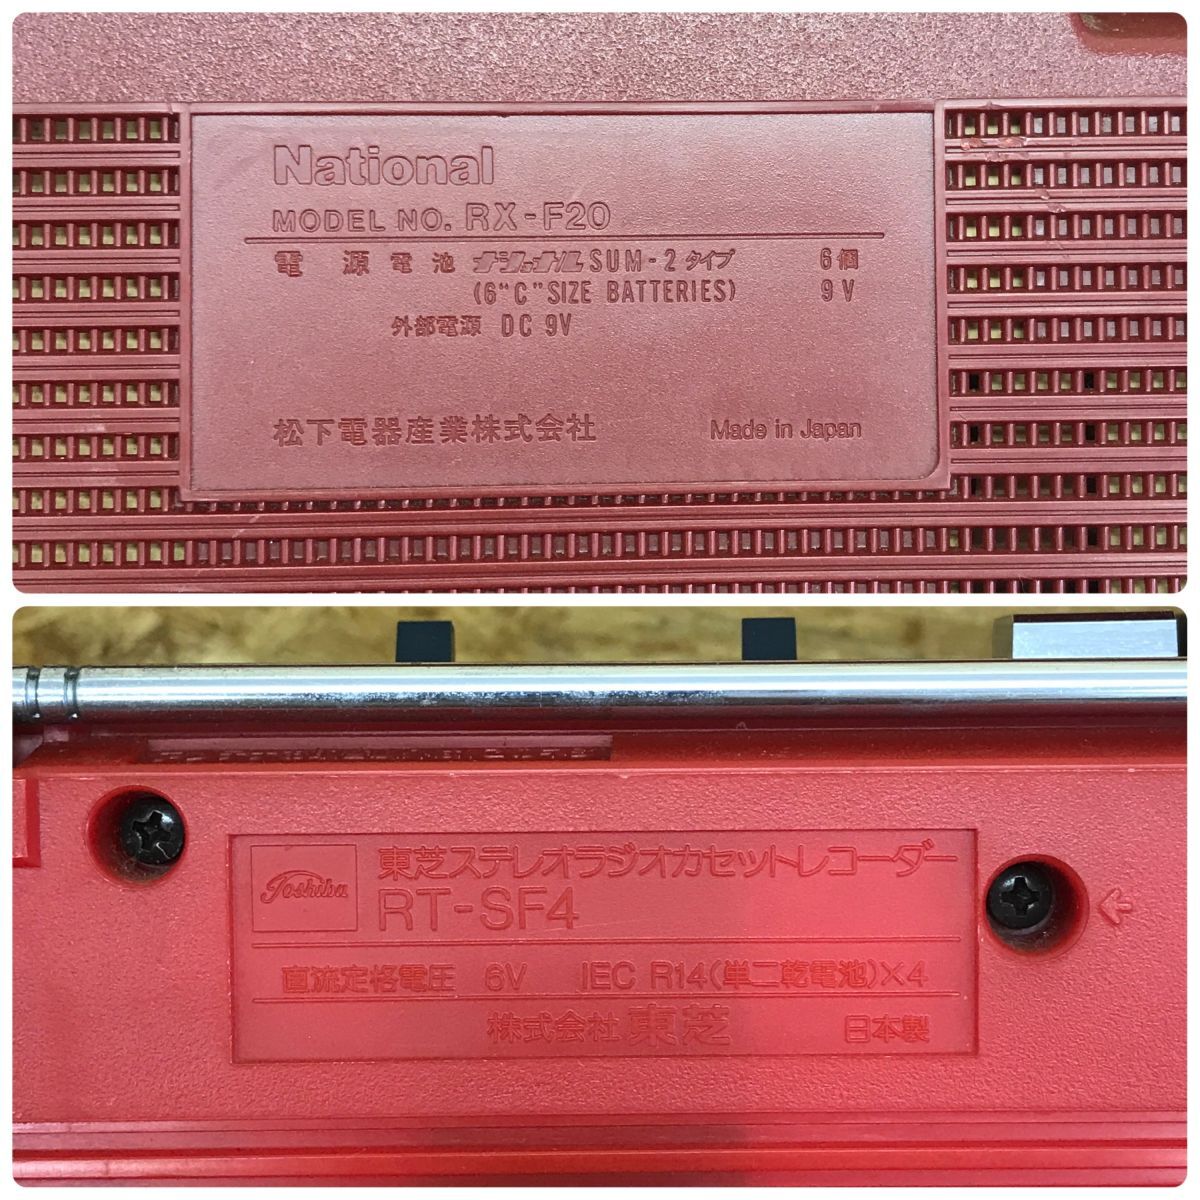 National
MODEL NO. RX-F20
電源電池 ナショナル SUM-2 タイプ 6個
(6"C"SIZE BATTERIES) 9V
外部電源 DC 9V
松下電器産業株式会社 Made in Japan
Toshiba
東芝ステレオラジオカセットレコーダー
RT-SF4
直流定格電圧 6V IEC R14(単二乾電池)×4
株式会社 東芝 日本製